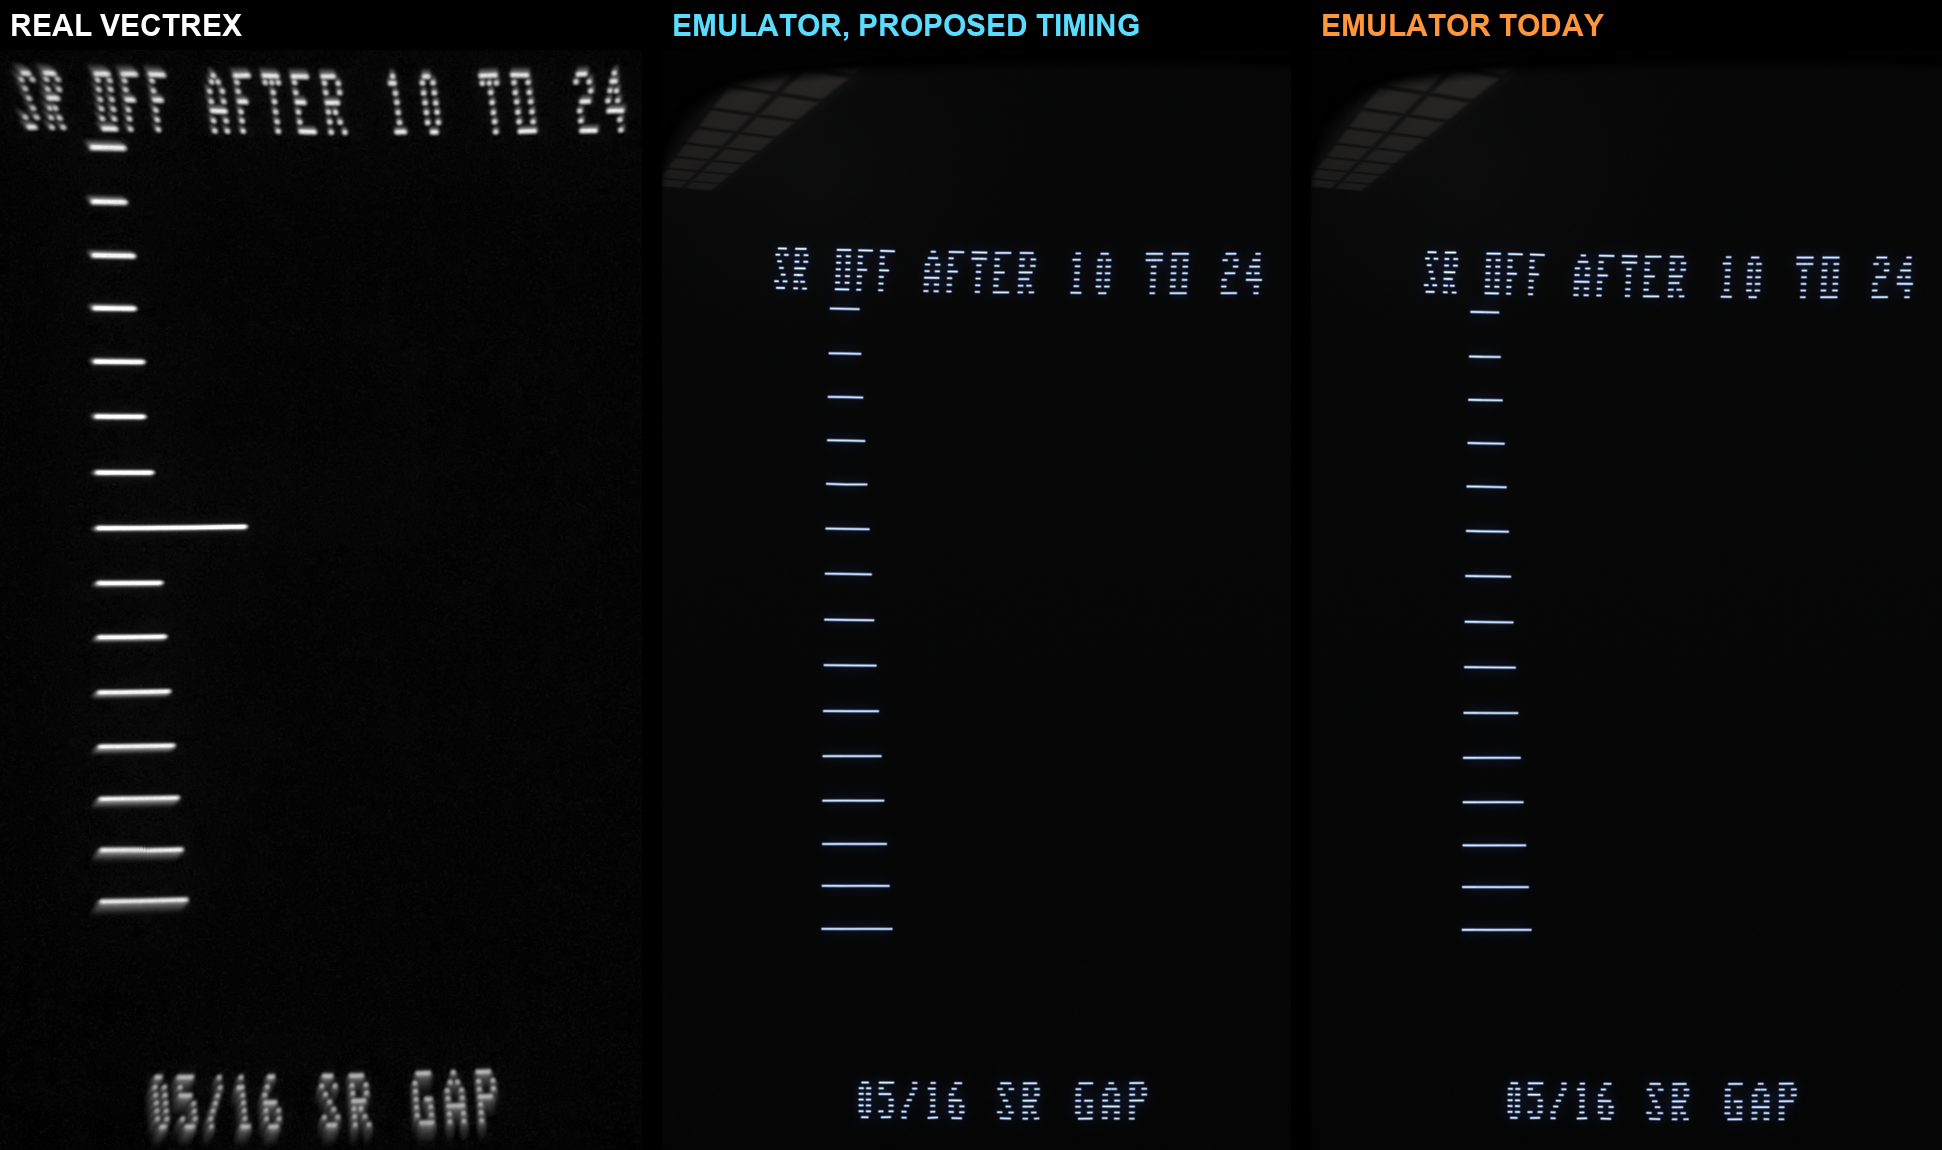 REAL VECTREX
SR OFF AFTER 10 TO 24
05/16 SR GAP
EMULATOR, PROPOSED TIMING
SR OFF AFTER 10 TO 24
05/16 SR GAP
EMULATOR TODAY
SR OFF AFTER 10 TO 24
05/16 SR GAP